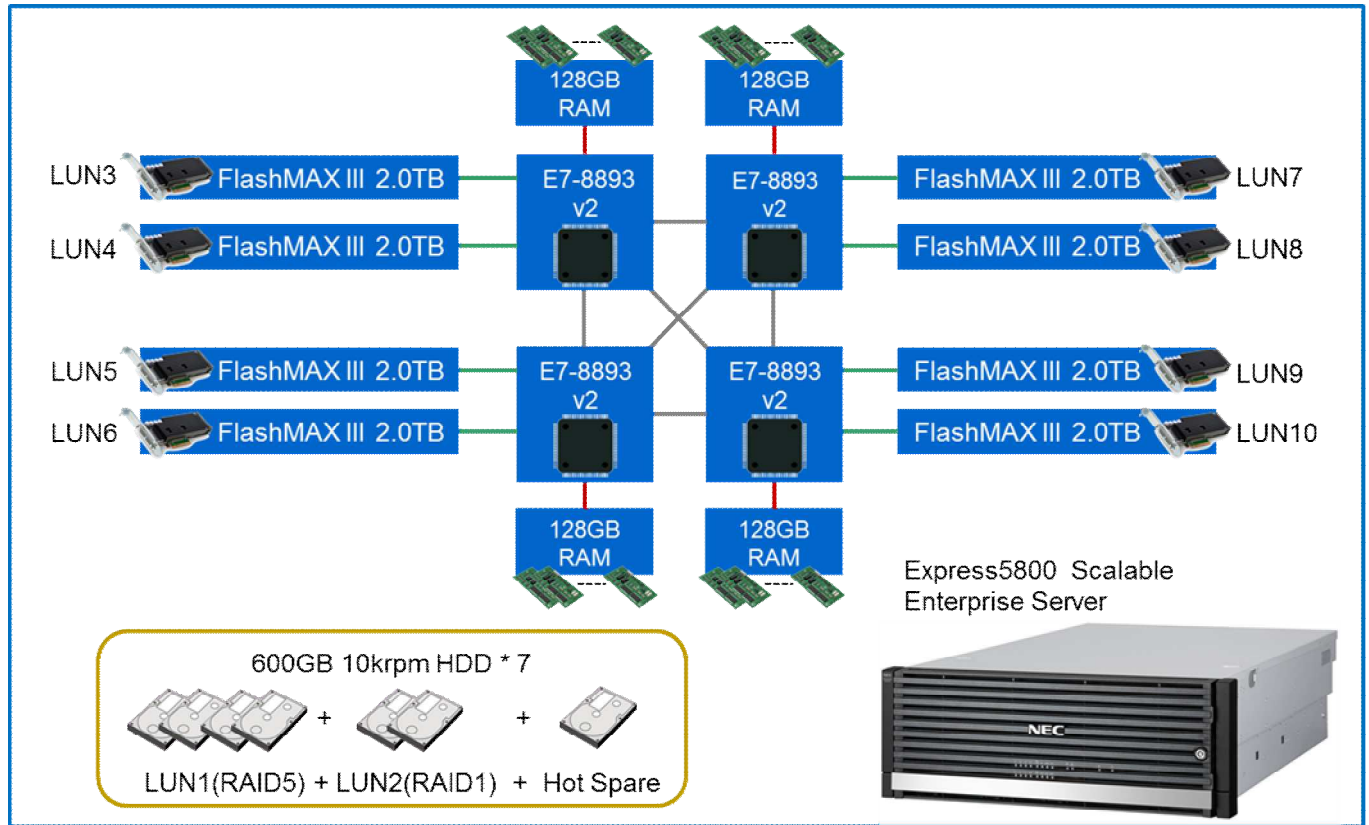 128GB
RAM
128GB
RAM
LUN3
FlashMAX III 2.0TB
E7-8893
v2
E7-8893
v2
FlashMAX III 2.0TB
LUN7
LUN4
FlashMAX III 2.0TB
FlashMAX III 2.0TB
LUN8
LUN5
FlashMAX III 2.0TB
E7-8893
v2
E7-8893
v2
FlashMAX III 2.0TB
LUN9
LUN6
FlashMAX III 2.0TB
FlashMAX III 2.0TB
LUN10
128GB
RAM
128GB
RAM
Express5800 Scalable
Enterprise Server
600GB 10krpm HDD * 7
+ +
LUN1(RAID5) + LUN2(RAID1) + Hot Spare
NEC